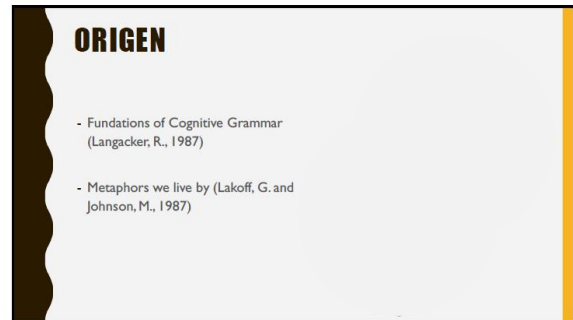 ORIGEN
- Fundations of Cognitive Grammar
(Langacker, R., 1987)
- Metaphors we live by (Lakoff, G. and
Johnson, M., 1987)